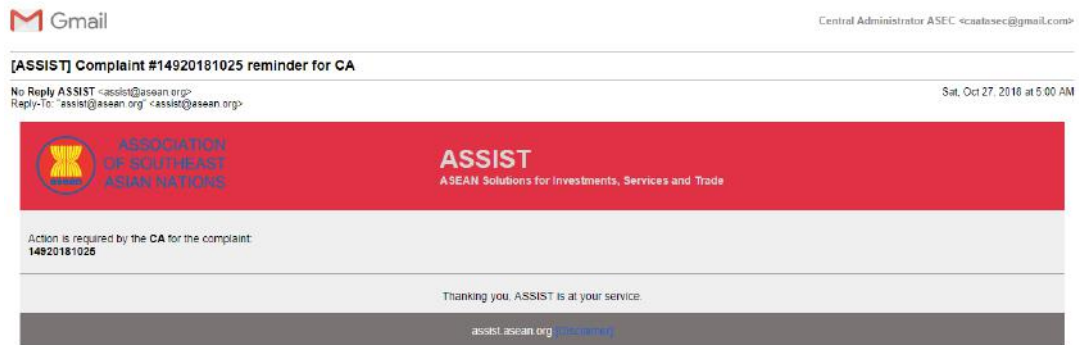 Gmail
Central Administrator ASEC <caatasec@gmail.com>
[ASSIST] Complaint #14920181025 reminder for CA
No Reply ASSIST <assist@asean.org>
Sat, Oct 27, 2018 at 5:00 AM
Reply-To: "assist@asean.org" <assist@asean.org>
ASSOCIATION
OF SOUTHEAST
ASIAN NATIONS
asean
ASSIST
ASEAN Solutions for Investments, Services and Trade
Action is required by the CA for the complaint:
14920181025
Thanking you, ASSIST is at your service.
assist.asean.org [Disclaimer]